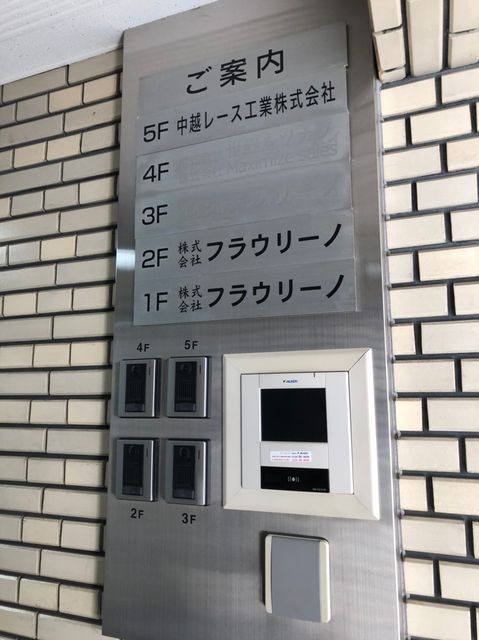 ご案内
5F 中越レース工業株式会社
4F Maximize sales
3F
2F 株式会社 フラウリーノ
1F 株式会社 フラウリーノ
4F 5F
2F 3F